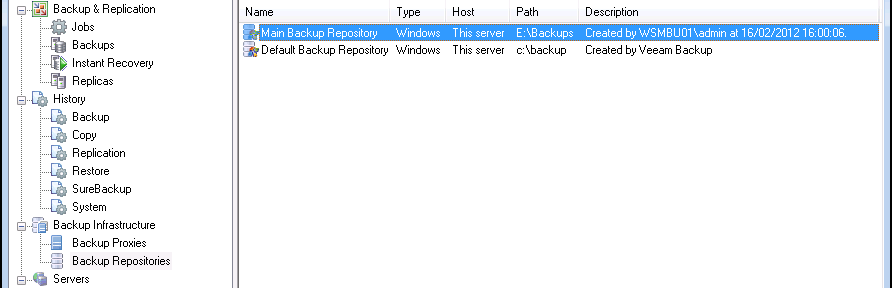 Backup & Replication
Jobs
Backups
Instant Recovery
Replicas
History
Backup
Copy
Replication
Restore
SureBackup
System
Backup Infrastructure
Backup Proxies
Backup Repositories
Servers
Name Type Host Path Description
Main Backup Repository Windows This server E:\Backups Created by WSMBU01\admin at 16/02/2012 16:00:06.
Default Backup Repository Windows This server c:\backup Created by Veeam Backup